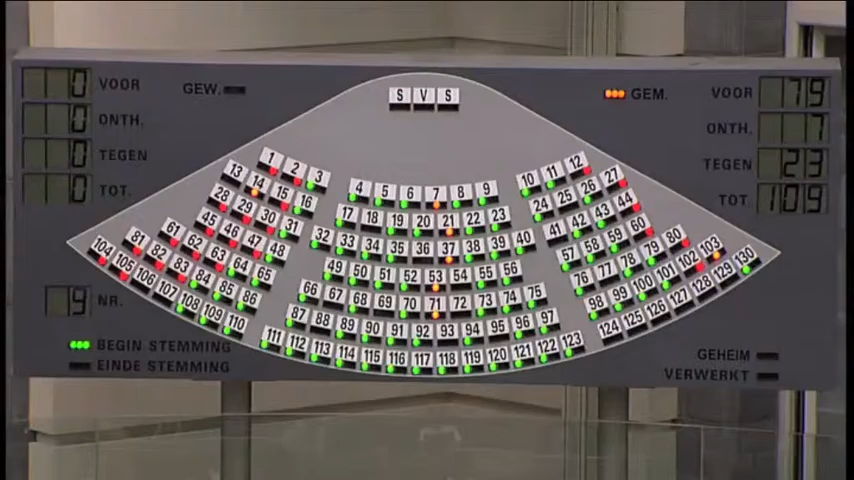 0 VOOR GEW. S V S GEM. VOOR 79
0 ONTH. ONTH. 7
0 TEGEN TEGEN 23
0 TOT. TOT. 109
1 2 3 4 5 6 7 8 9 10 11 12
13 14 15 16 17 18 19 20 21 22 23 24 25 26 27
28 29 30 31 32 33 34 35 36 37 38 39 40 41 42 43 44
45 46 47 48 49 50 51 52 53 54 55 56 57 58 59 60
61 62 63 64 65 66 67 68 69 70 71 72 73 74 75 76 77 78 79 80
81 82 83 84 85 86 87 88 89 90 91 92 93 94 95 96 97 98 99 100 101 102 103
104 105 106 107 108 109 110 111 112 113 114 115 116 117 118 119 120 121 122 123 124 125 126 127 128 129 130
19 NR.
BEGIN STEMMING
EINDE STEMMING
GEHEIM
VERWERKT